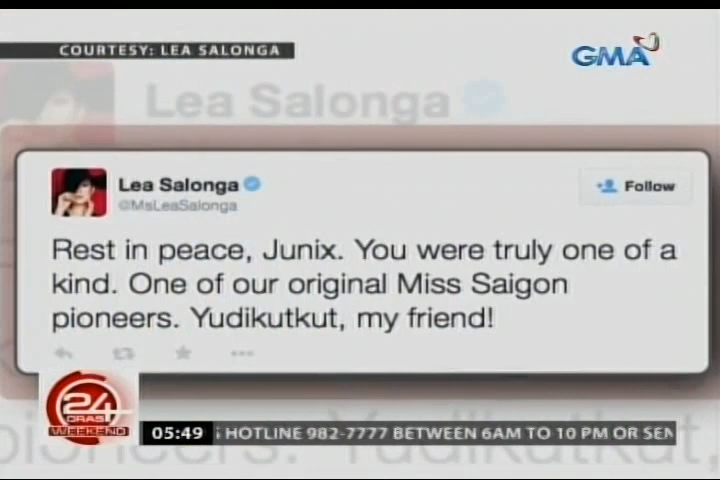 COURTESY: LEA SALONGA
GMA
Lea Salonga
Lea Salonga
@MsLeaSalonga
Follow
Rest in peace, Junix. You were truly one of a
kind. One of our original Miss Saigon
pioneers. Yudikutkut, my friend!
24
ORAS
WEEKEND
05:49
HOTLINE 982-7777 BETWEEN 6AM TO 10 PM OR SEN
Yudikutkut,